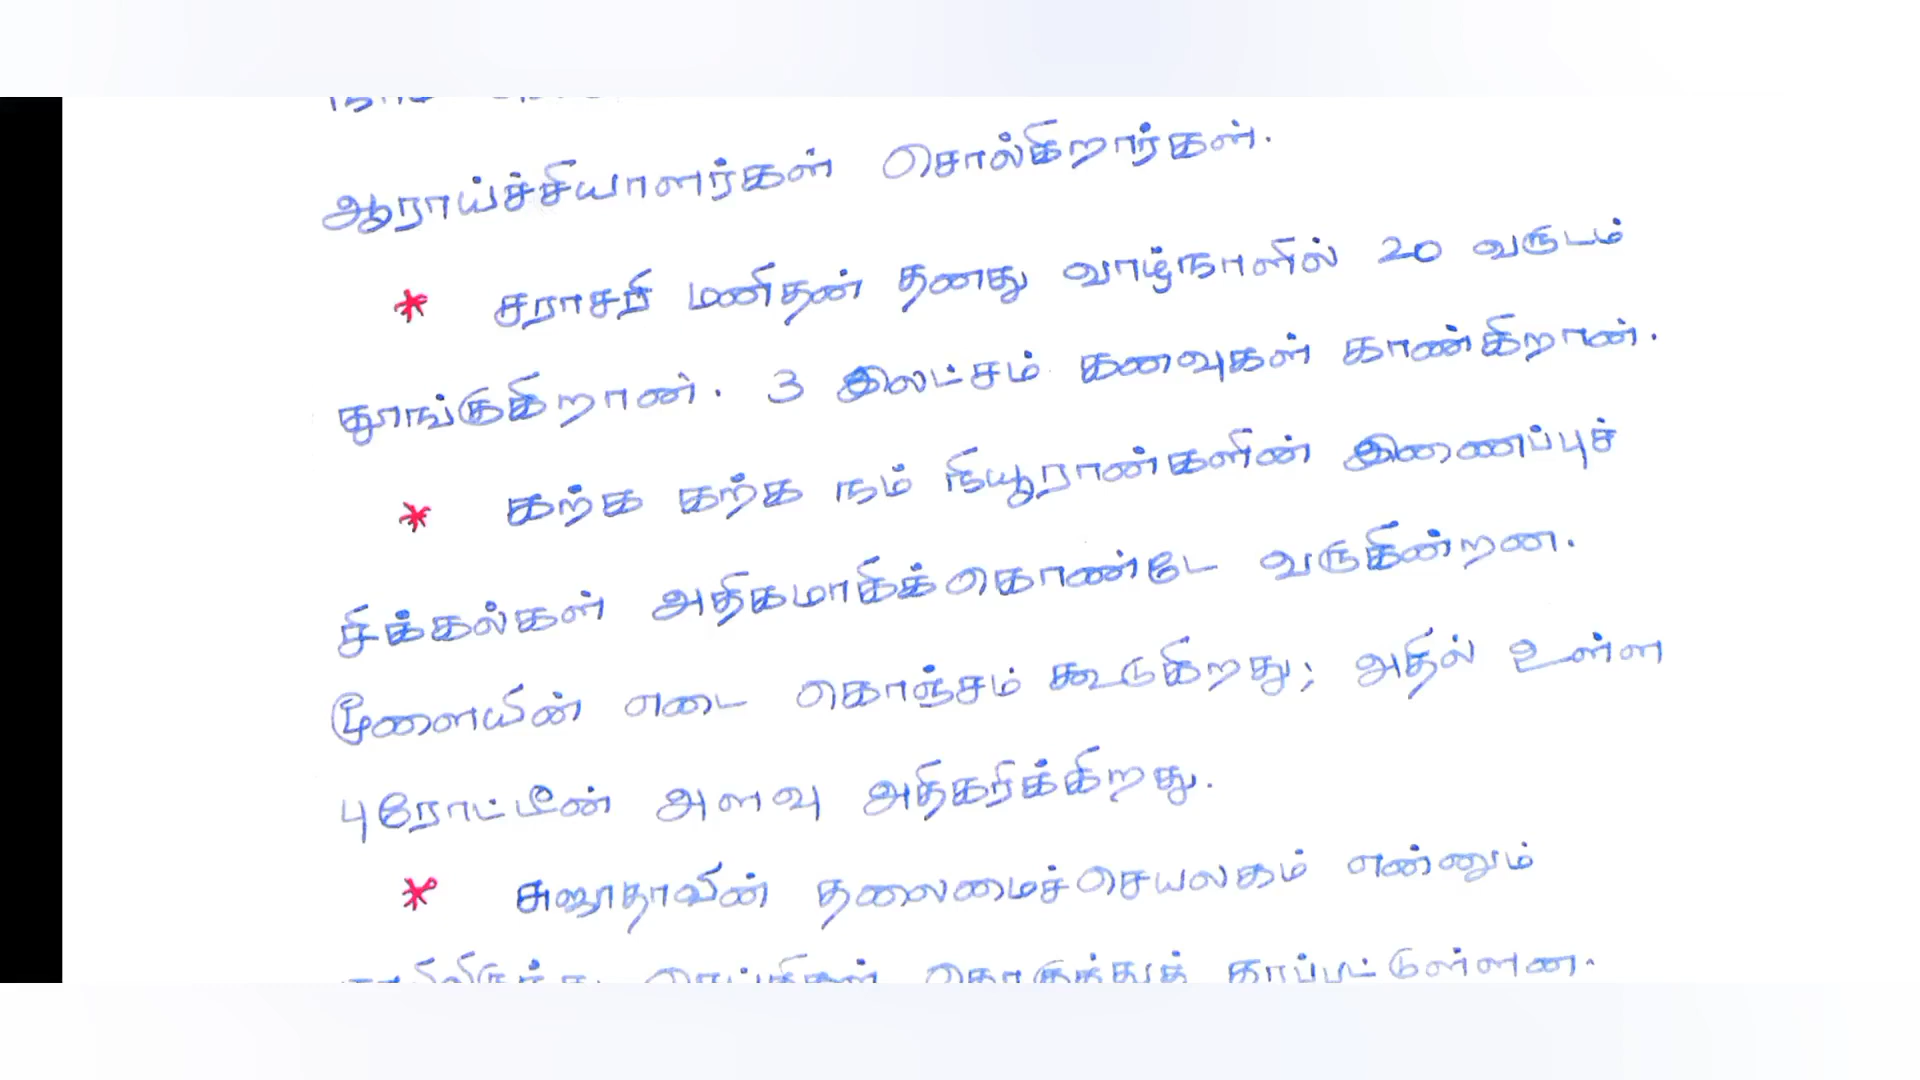 ஆராய்ச்சியாளர்கள் சொல்கிறார்கள்.
* சராசரி மனிதன் தனது வாழ்நாளில் 20 வருடம்
தூங்குகிறான். 3 இலட்சம் கனவுகள் காண்கிறான்.
* கற்க கற்க நம் நியூரான்களின் இணைப்புச்
சிக்கல்கள் அதிகமாகிக்கொண்டே வருகின்றன.
மூளையின் எடை கொஞ்சம் கூடுகிறது; அதில் உள்ள
புரோட்டீன் அளவு அதிகரிக்கிறது.
* சுஜாதாவின் தலைமைச்செயலகம் என்னும்